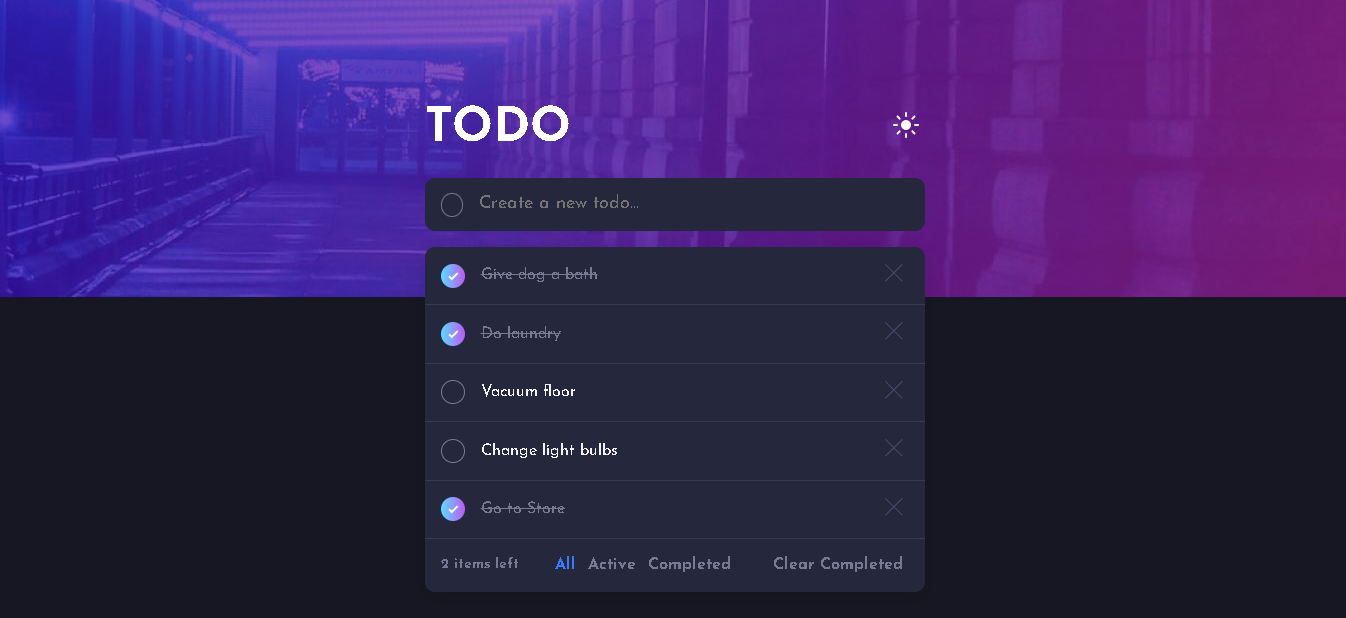 TODO
Create a new todo...
Give dog a bath
Do laundry
Vacuum floor
Change light bulbs
Go to Store
2 items left All Active Completed Clear Completed